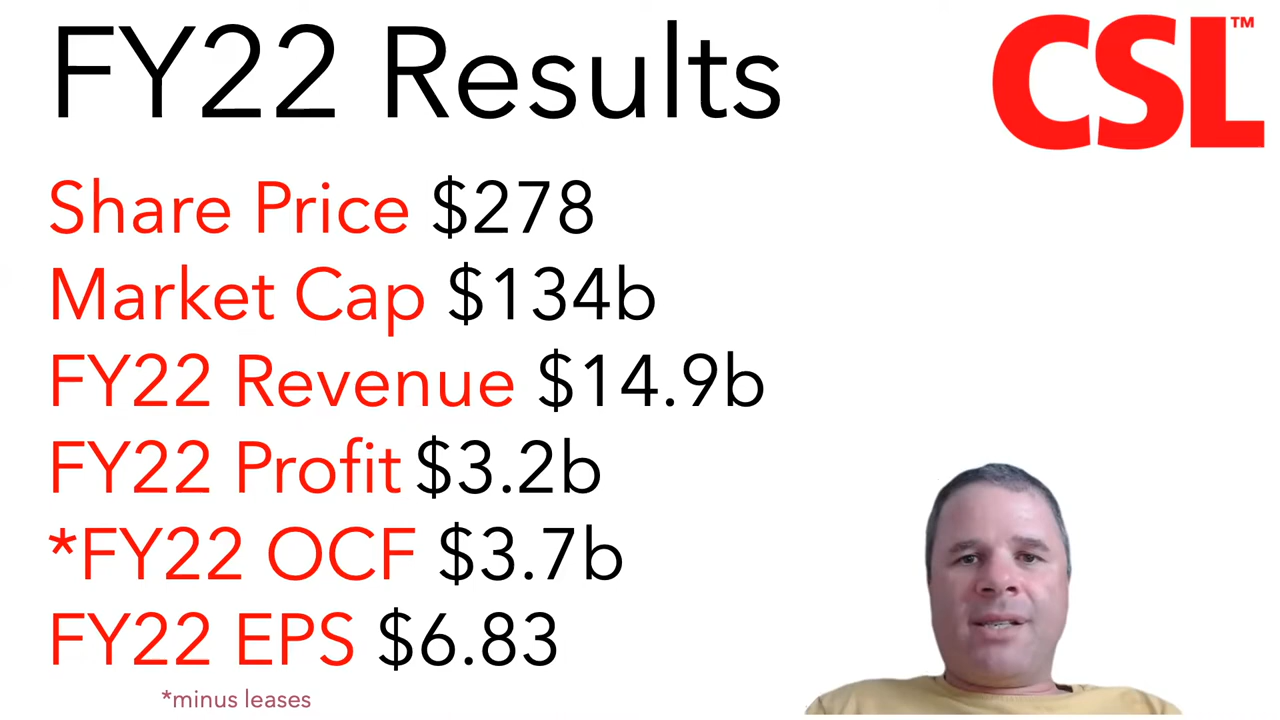 FY22 Results
CSL™
Share Price $278
Market Cap $134b
FY22 Revenue $14.9b
FY22 Profit $3.2b
*FY22 OCF $3.7b
FY22 EPS $6.83
*minus leases